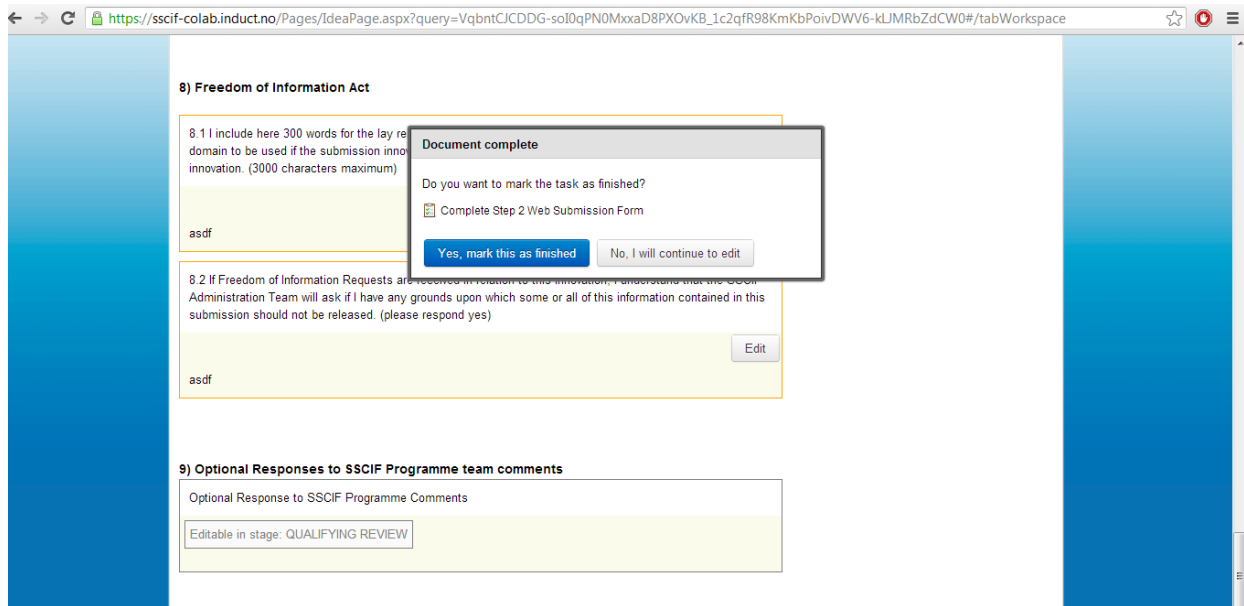 https://sscif-colab.induct.no/Pages/IdeaPage.aspx?query=VqbntCJCDDG-soI0qPN0MxxaD8PXOvKB_1c2qfR98KmKbPoivDWV6-kLJMRbZdCW0#/tabWorkspace
8) Freedom of Information Act
8.1 I include here 300 words for the lay re
domain to be used if the submission inno
innovation. (3000 characters maximum)
asdf
Document complete
Do you want to mark the task as finished?
Complete Step 2 Web Submission Form
Yes, mark this as finished
No, I will continue to edit
8.2 If Freedom of Information Requests are received in relation to this innovation, I understand that the SSCIF
Administration Team will ask if I have any grounds upon which some or all of this information contained in this
submission should not be released. (please respond yes)
Edit
asdf
9) Optional Responses to SSCIF Programme team comments
Optional Response to SSCIF Programme Comments
Editable in stage: QUALIFYING REVIEW